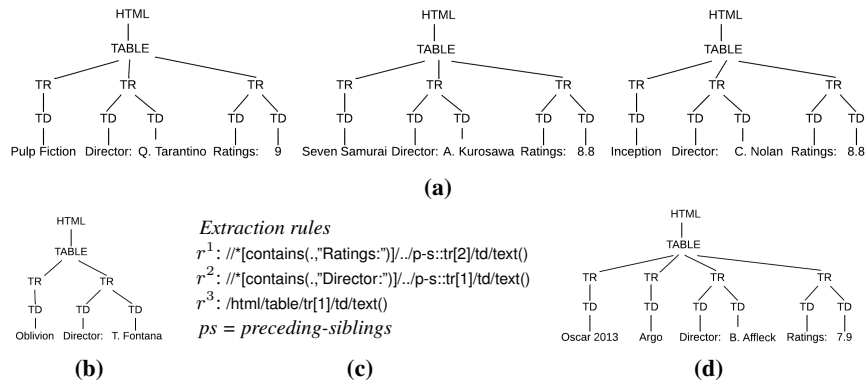 HTML HTML HTML
TABLE TABLE TABLE
TR TR TR TR TR TR TR TR TR
TD TD TD TD TD TD TD TD TD TD TD TD TD TD TD
Pulp Fiction Director: Q. Tarantino Ratings: 9 Seven Samurai Director: A. Kurosawa Ratings: 8.8 Inception Director: C. Nolan Ratings: 8.8
(a)
HTML
TABLE
TR TR
TD TD TD
Oblivion Director: T. Fontana
(b)
Extraction rules
r1: //*[contains(.,"Ratings:")]/../p-s::tr[2]/td/text()
r2: //*[contains(.,"Director:")]/../p-s::tr[1]/td/text()
r3: /html/table/tr[1]/td/text()
ps = preceding-siblings
(c)
HTML
TABLE
TR TR TR TR
TD TD TD TD TD TD
Oscar 2013 Argo Director: B. Affleck Ratings: 7.9
(d)